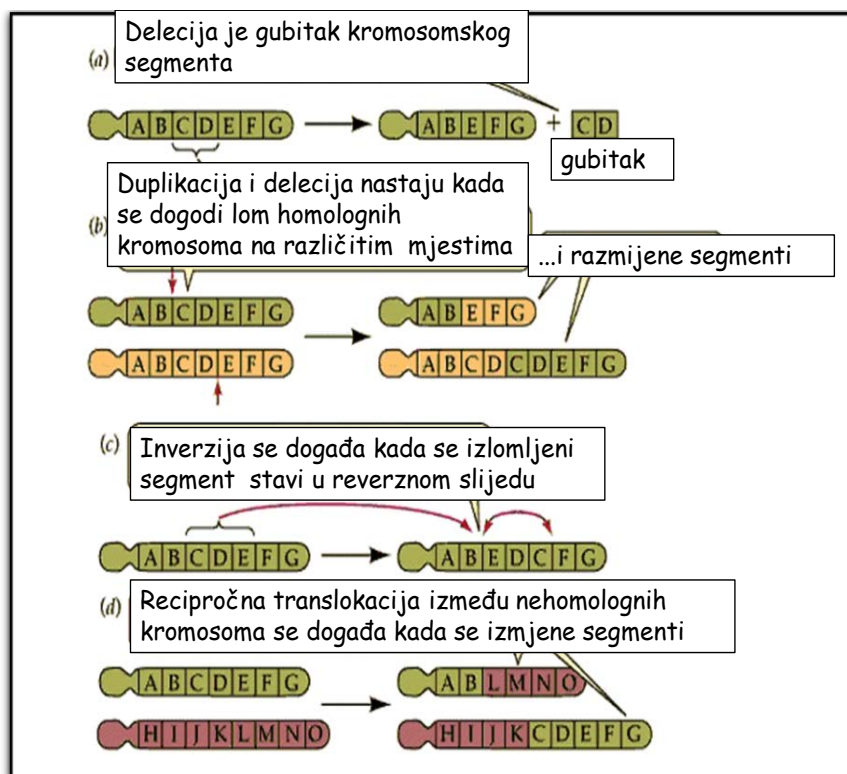 Delecija je gubitak kromosomskog
segmenta
(a)
A B C D E F G
A B E F G + C D
gubitak
Duplikacija i delecija nastaju kada
se dogodi lom homolognih
kromosoma na različitim mjestima
(b)
...i razmijene segmenti
A B C D E F G
A B E F G
A B C D E F G
A B C D C D E F G
(c)
Inverzija se događa kada se izlomljeni
segment stavi u reverznom slijedu
A B C D E F G
A B E D C F G
(d)
Recipročna translokacija između nehomolognih
kromosoma se događa kada se izmjene segmenti
A B C D E F G
A B L M N O
H I J K L M N O
H I J K C D E F G